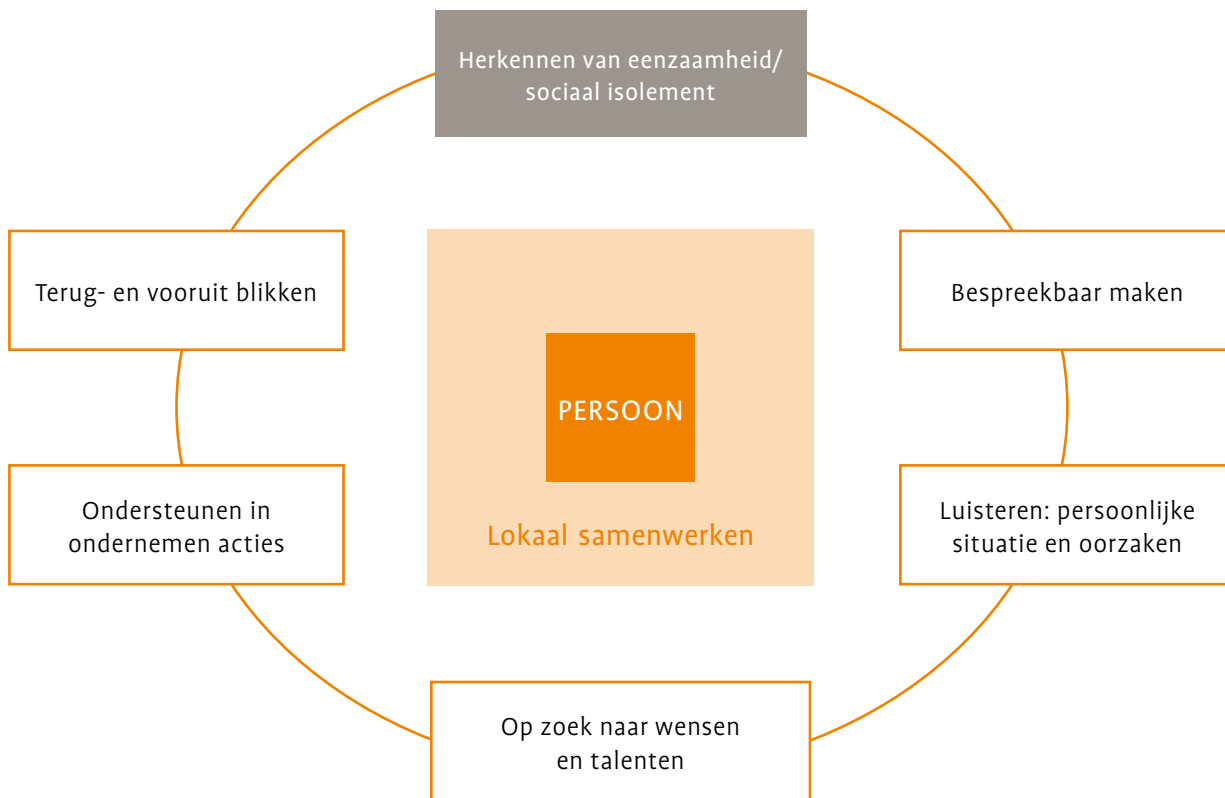 Herkennen van eenzaamheid/
sociaal isolement
Terug- en vooruit blikken
Bespreekbaar maken
PERSOON
Lokaal samenwerken
Ondersteunen in
ondernemen acties
Luisteren: persoonlijke
situatie en oorzaken
Op zoek naar wensen
en talenten